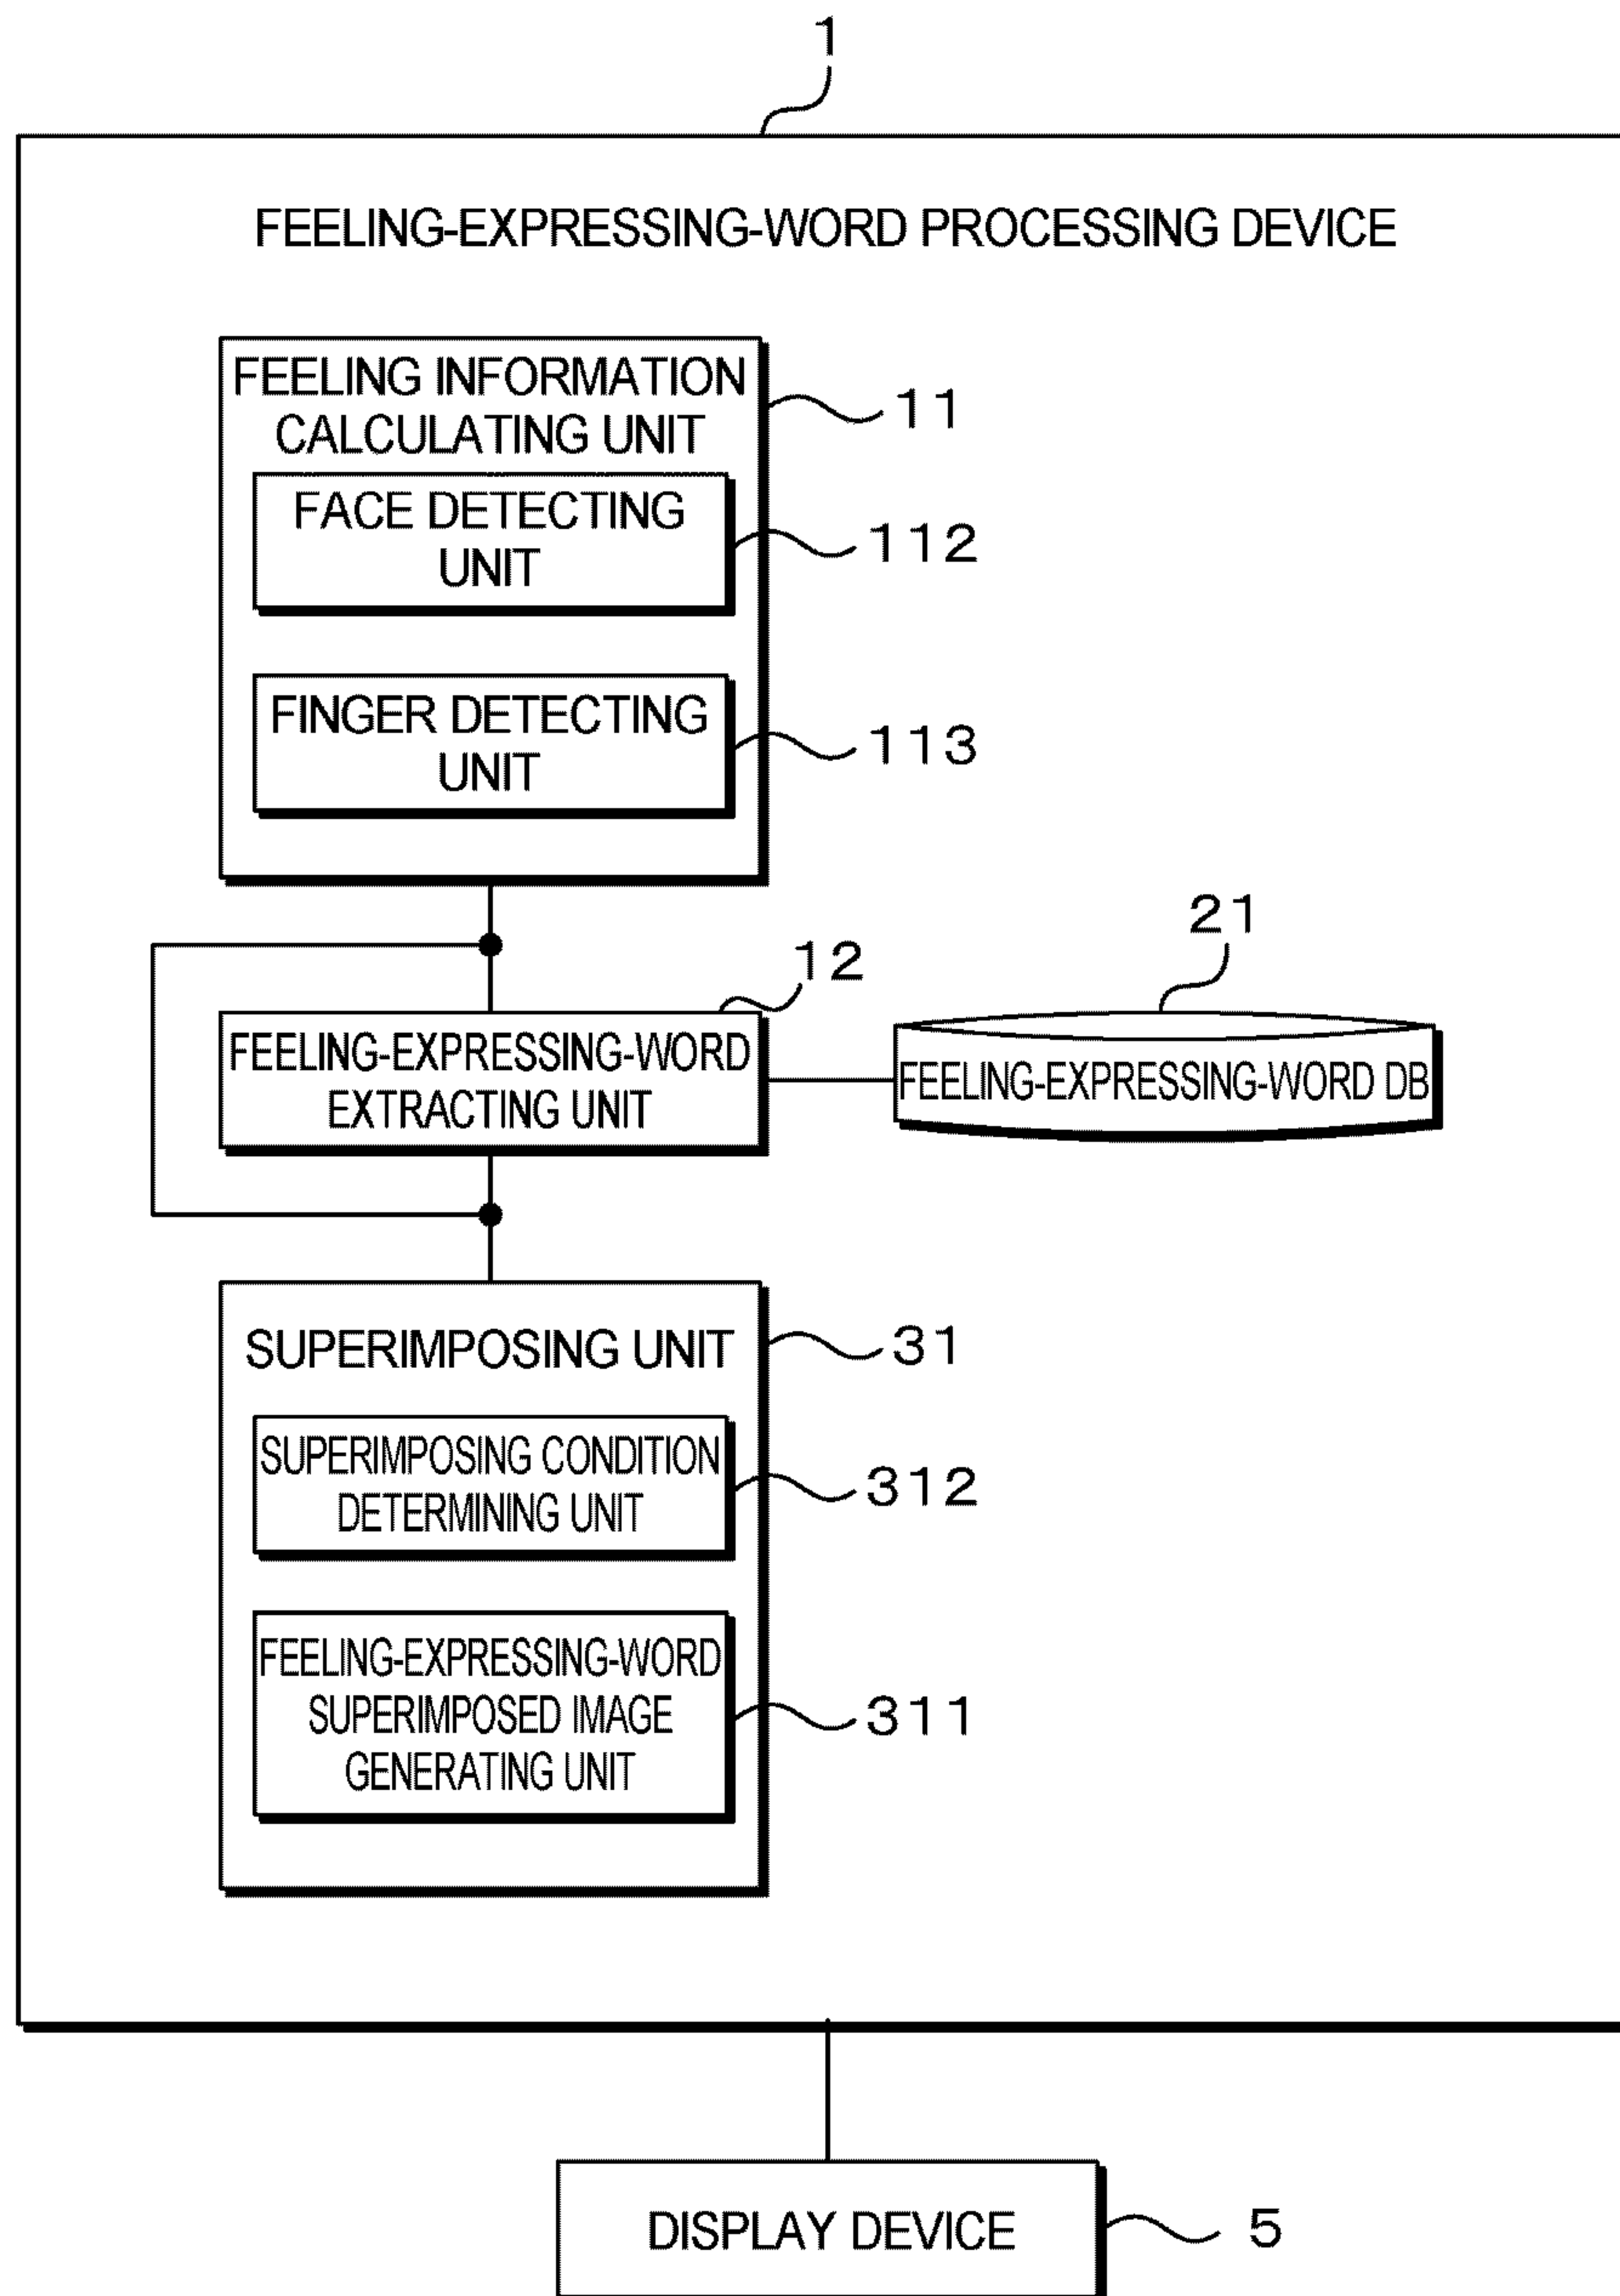 1
FEELING-EXPRESSING-WORD PROCESSING DEVICE
FEELING INFORMATION
CALCULATING UNIT
11
FACE DETECTING
UNIT
112
FINGER DETECTING
UNIT
113
12
21
FEELING-EXPRESSING-WORD
EXTRACTING UNIT
FEELING-EXPRESSING-WORD DB
SUPERIMPOSING UNIT
31
SUPERIMPOSING CONDITION
DETERMINING UNIT
312
FEELING-EXPRESSING-WORD
SUPERIMPOSED IMAGE
GENERATING UNIT
311
DISPLAY DEVICE
5